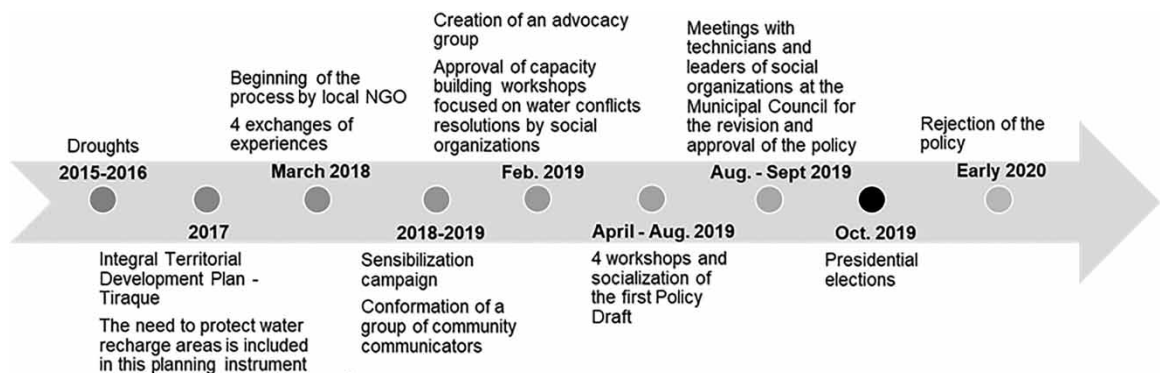 Droughts
2015-2016
2017
Integral Territorial
Development Plan -
Tiraque
The need to protect water
recharge areas is included
in this planning instrument
Beginning of the
process by local NGO
4 exchanges of
experiences
March 2018
2018-2019
Sensibilization
campaign
Conformation of a
group of community
communicators
Creation of an advocacy
group
Approval of capacity
building workshops
focused on water conflicts
resolutions by social
organizations
Feb. 2019
April - Aug. 2019
4 workshops and
socialization of
the first Policy
Draft
Meetings with
technicians and
leaders of social
organizations at the
Municipal Council for
the revision and
approval of the policy
Aug. - Sept 2019
Oct. 2019
Presidential
elections
Rejection of the
policy
Early 2020